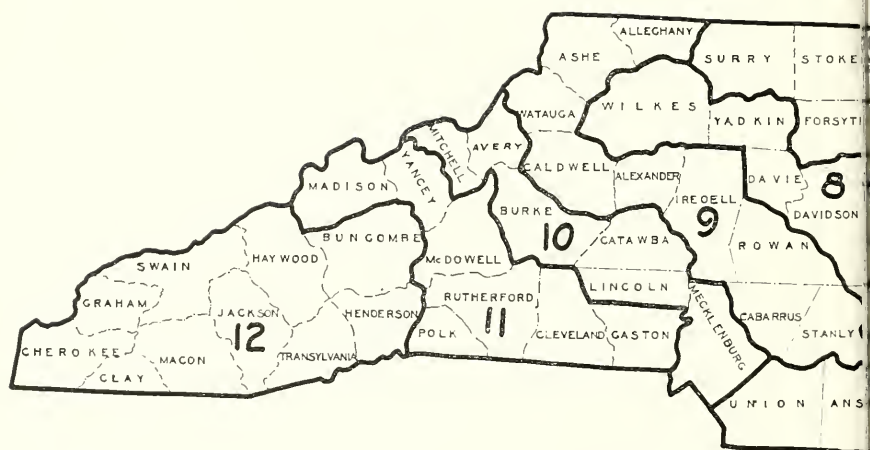 ALLEGHANY
ASHE
SURRY
STOKE
WATAUGA
WILKES
YADKIN
FORSYT
MITCHELL
AVERY
YANCEY
MADISON
CALDWELL
ALEXANDER
IREDELL
DAVIE
8
DAVIDSON
BURKE
9
10
CATAWBA
ROWAN
BUNCOMBE
McDOWELL
HAYWOOD
SWAIN
LINCOLN
MECKLENBURG
GRAHAM
JACKSON
HENDERSON
RUTHERFORD
11
POLK
CLEVELAND
GASTON
CABARRUS
STANLY
12
CHEROKEE
MACON
TRANSYLVANIA
CLAY
UNION
ANS